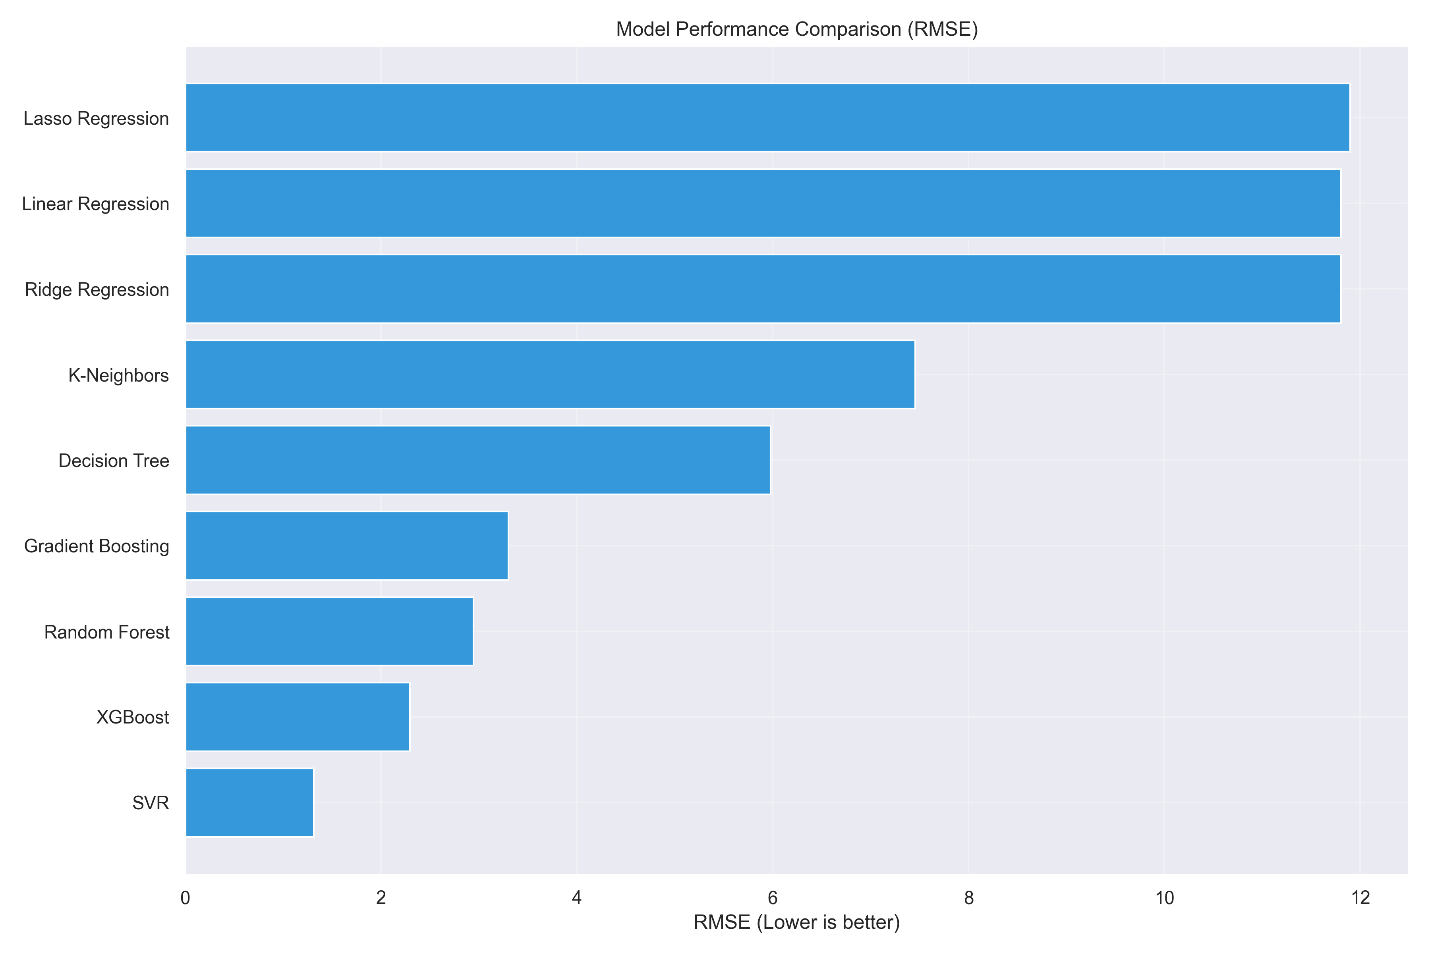 Model Performance Comparison (RMSE)
Lasso Regression
Linear Regression
Ridge Regression
K-Neighbors
Decision Tree
Gradient Boosting
Random Forest
XGBoost
SVR
0 2 4 6 8 10 12
RMSE (Lower is better)